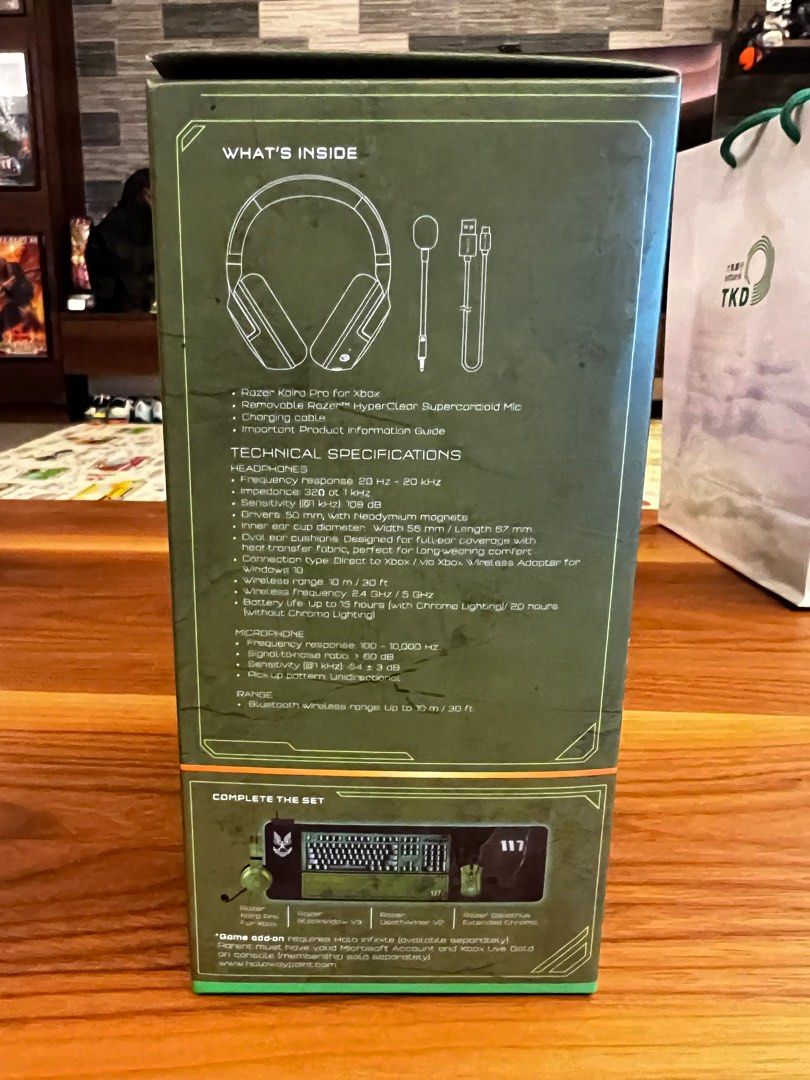 WHAT'S INSIDE
• Razer Kaira Pro for Xbox
• Removable Razer™ HyperClear Supercardioid Mic
• Charging cable
• Important Product Information Guide
TECHNICAL SPECIFICATIONS
HEADPHONES
• Frequency response: 20 Hz - 20 kHz
• Impedance: 32Ω at 1 kHz
• Sensitivity (@1 kHz): 108 dB
• Drivers: 50 mm, with Neodymium magnets
• Inner ear cup diameter: Width 56 mm / Length 67 mm
• Oval ear cushions: Designed for full-ear coverage with
heat-transfer fabric, perfect for long-wearing comfort
• Connection type: Direct to Xbox / via Xbox Wireless Adapter for
Windows 10
• Wireless range: 10 m / 30 ft
• Wireless frequency: 2.4 GHz / 5 GHz
• Battery life: Up to 15 hours (with Chroma Lighting)/ 20 hours
(without Chroma Lighting)
MICROPHONE
• Frequency response: 100 - 10,000 Hz
• Signal-to-noise ratio: > 60 dB
• Sensitivity (@1 kHz): -54 ± 3 dB
• Pick-up pattern: Unidirectional
RANGE
• Bluetooth wireless range: Up to 10 m / 30 ft
COMPLETE THE SET
117
117
Razer
Kaira Pro
For Xbox
Razer
BlackWidow V3
Razer
DeathAdder V2
Razer Goliathus
Extended Chroma
*Game add-on requires Halo Infinite (available separately)
Parent must have valid Microsoft Account and Xbox Live Gold
on console (membership sold separately)
www.halowaypoint.com
TKD